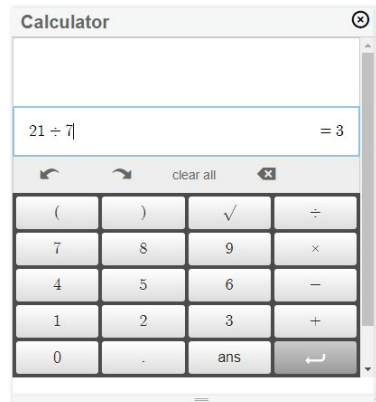 Calculator
21 ÷ 7 = 3
clear all
( ) √ ÷
7 8 9 ×
4 5 6 −
1 2 3 +
0 . ans